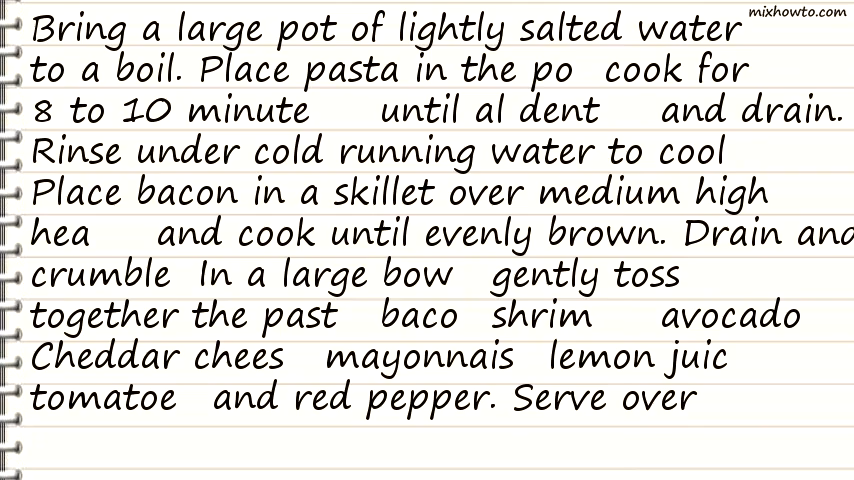 mixhowto.com
Bring a large pot of lightly salted water
to a boil. Place pasta in the po cook for
8 to 10 minute until al dent and drain.
Rinse under cold running water to cool
Place bacon in a skillet over medium high
hea and cook until evenly brown. Drain and
crumble In a large bow gently toss
together the past baco shrim avocado
Cheddar chees mayonnais lemon juic
tomatoe and red pepper. Serve over